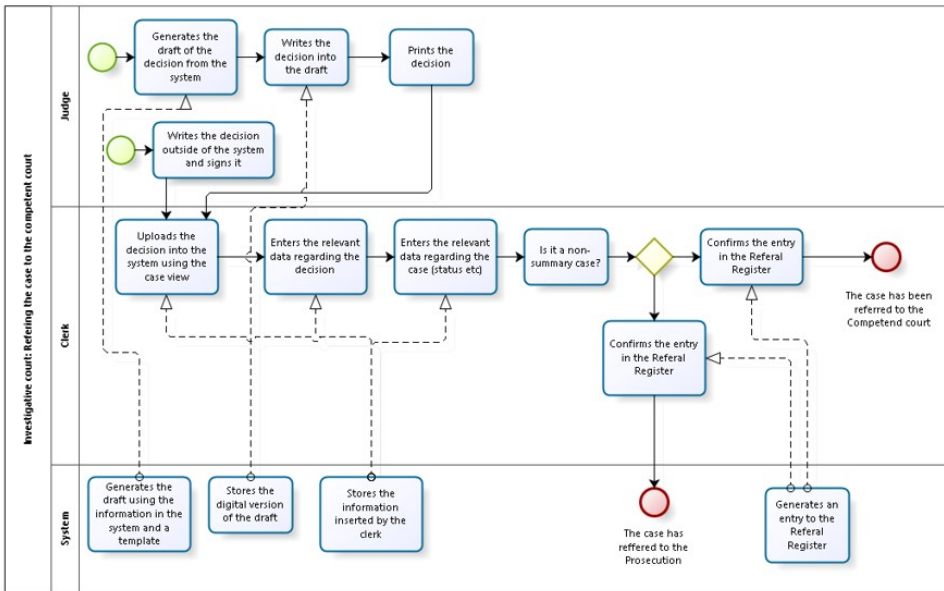 Investigative court: Refering the case to the competent court
Judge
Generates the
draft of the
decision from the
system
Writes the
decision into
the draft
Prints the
decision
Writes the decision
outside of the system
and signs it
Clerk
Uploads the
decision into the
system using the
case view
Enters the relevant
data regarding the
decision
Enters the relevant
data regarding the
case (status etc)
Is it a non-
summary case?
Confirms the entry
in the Referal
Register
The case has been
referred to the
Competend court
Confirms the entry
in the Referal
Register
System
Generates the
draft using the
information in the
system and a
template
Stores the
digital version
of the draft
Stores the
information
inserted by the
clerk
The case has
reffered to the
Prosecution
Generates an
entry to the
Referal
Register